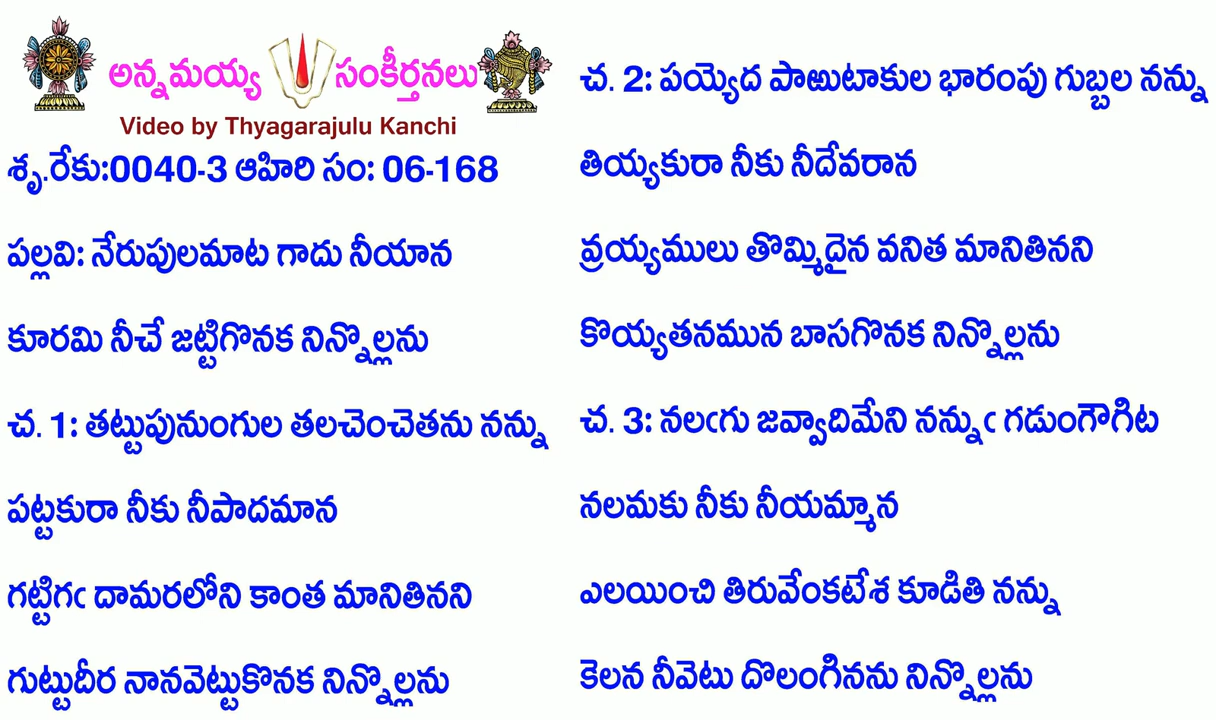 అన్నమయ్య సంకీర్తనలు
Video by Thyagarajulu Kanchi
శృ.రేకు:0040-3 ఆహిరి సం: 06-168
పల్లవి: నేరుపులమాట గాదు నీయాన
కూరమి నీచే జట్టిగొనక నిన్నొల్లను
చ. 1: తట్టుపునుంగుల తలచెంచెతను నన్ను
పట్టకురా నీకు నీపాదమాన
గట్టిగఁ దామరలోని కాంత మానితినని
గుట్టుదీర నానవెట్టుకొనక నిన్నొల్లను
చ. 2: పయ్యెద పాఱుటాకుల భారంపు గుబ్బల నన్ను
తియ్యకురా నీకు నీదేవరాన
వ్రయ్యములు తొమ్మిదైన వనిత మానితినని
కొయ్యతనమున బాసగొనక నిన్నొల్లను
చ. 3: నలఁగు జవ్వాదిమేని నన్నుఁ గడుంగౌగిట
నలమకు నీకు నీయమ్మాన
ఎలయించి తిరువేంకటేశ కూడితి నన్ను
కెలన నీవెటు దొలంగినను నిన్నొల్లను